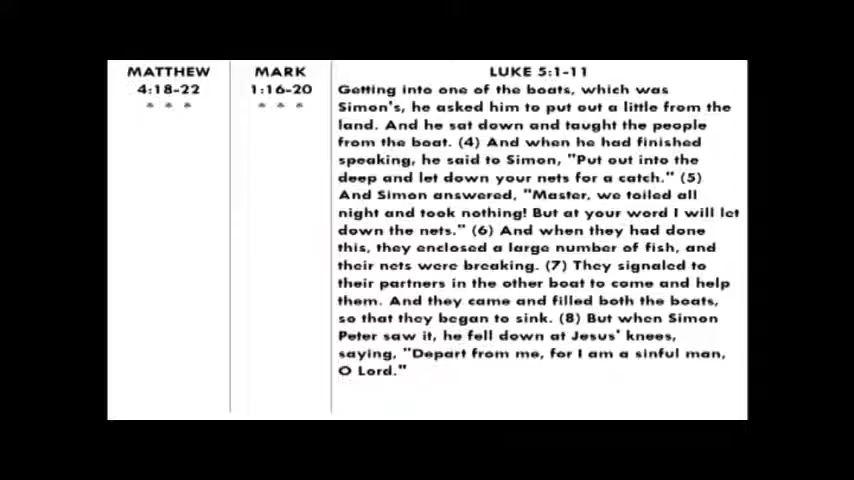 MATTHEW
4:18-22
* * *
MARK
1:16-20
* * *
LUKE 5:1-11
Getting into one of the boats, which was
Simon's, he asked him to put out a little from the
land. And he sat down and taught the people
from the boat. (4) And when he had finished
speaking, he said to Simon, "Put out into the
deep and let down your nets for a catch." (5)
And Simon answered, "Master, we toiled all
night and took nothing! But at your word I will let
down the nets." (6) And when they had done
this, they enclosed a large number of fish, and
their nets were breaking. (7) They signaled to
their partners in the other boat to come and help
them. And they came and filled both the boats,
so that they began to sink. (8) But when Simon
Peter saw it, he fell down at Jesus' knees,
saying, "Depart from me, for I am a sinful man,
O Lord."